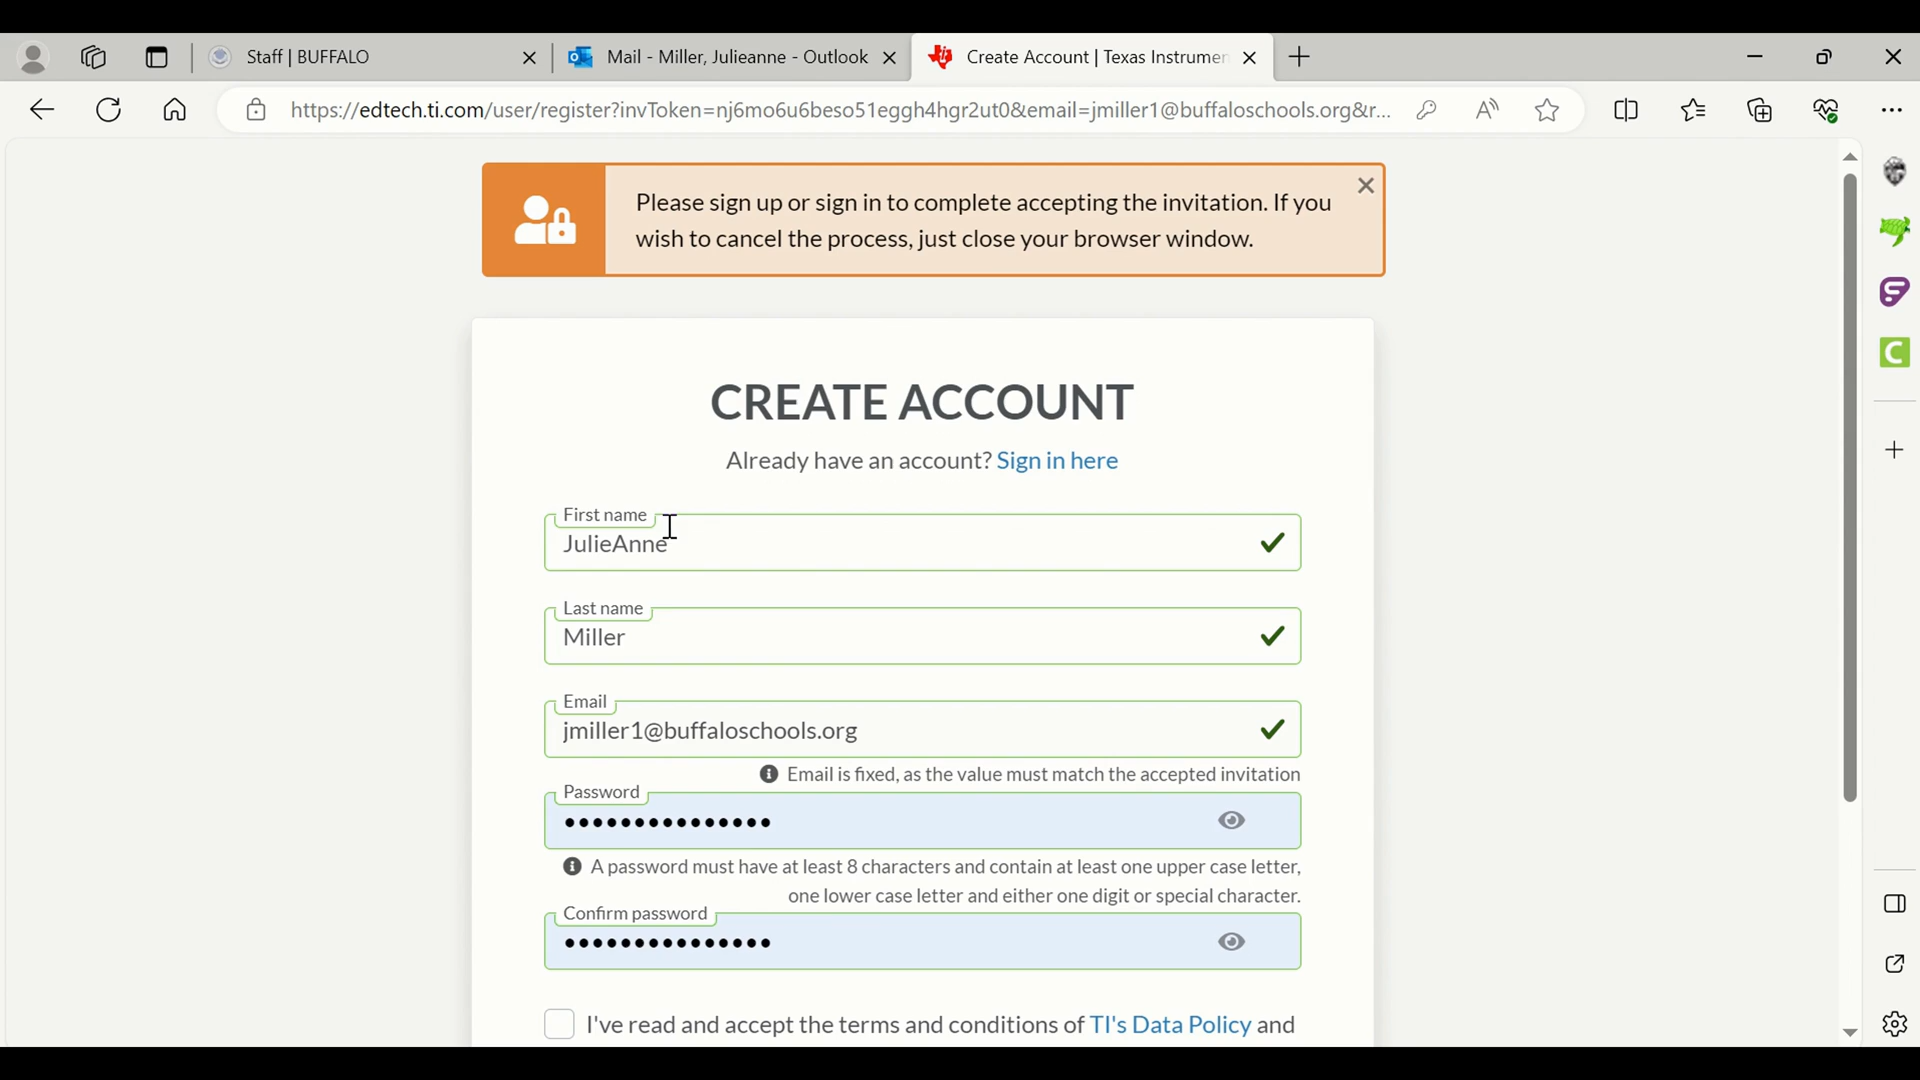 Staff | BUFFALO
Mail - Miller, Julieanne - Outlook
Create Account | Texas Instrumen
https://edtech.ti.com/user/register?invToken=nj6mo6u6beso51eggh4hgr2ut0&email=jmiller1@buffaloschools.org&r...
Please sign up or sign in to complete accepting the invitation. If you
wish to cancel the process, just close your browser window.
CREATE ACCOUNT
Already have an account? Sign in here
First name
JulieAnne
Last name
Miller
Email
jmiller1@buffaloschools.org
Email is fixed, as the value must match the accepted invitation
Password
•••••••••••••••
A password must have at least 8 characters and contain at least one upper case letter,
one lower case letter and either one digit or special character.
Confirm password
•••••••••••••••
I've read and accept the terms and conditions of TI's Data Policy and